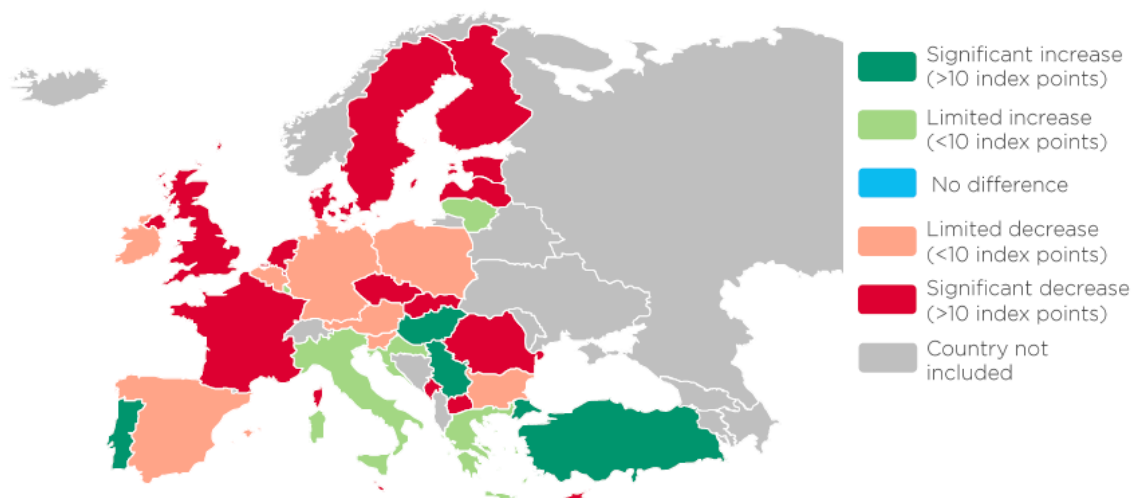 Significant increase
(>10 index points)
Limited increase
(<10 index points)
No difference
Limited decrease
(<10 index points)
Significant decrease
(>10 index points)
Country not
included